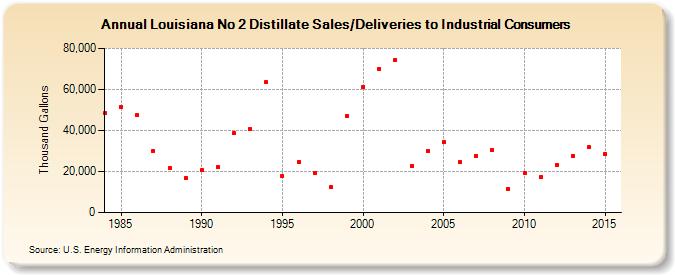 Annual Louisiana No 2 Distillate Sales/Deliveries to Industrial Consumers
Thousand Gallons
80,000
60,000
40,000
20,000
0
1985 1990 1995 2000 2005 2010 2015
Source: U.S. Energy Information Administration